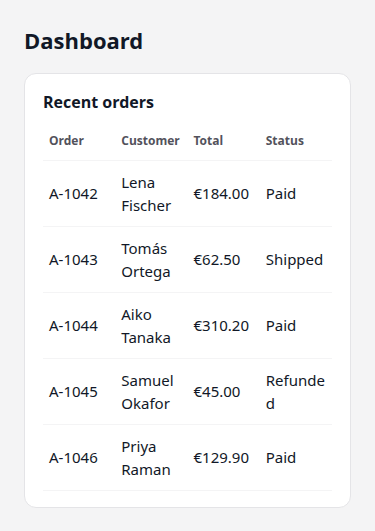 Dashboard
Recent orders
Order Customer Total Status
Lena
A-1042 €184.00 Paid
Fischer
Tomás
A-1043 €62.50 Shipped
Ortega
Aiko
A-1044 €310.20 Paid
Tanaka
Samuel Refunde
A-1045 €45.00
Okafor d
Priya
A-1046 €129.90 Paid
Raman